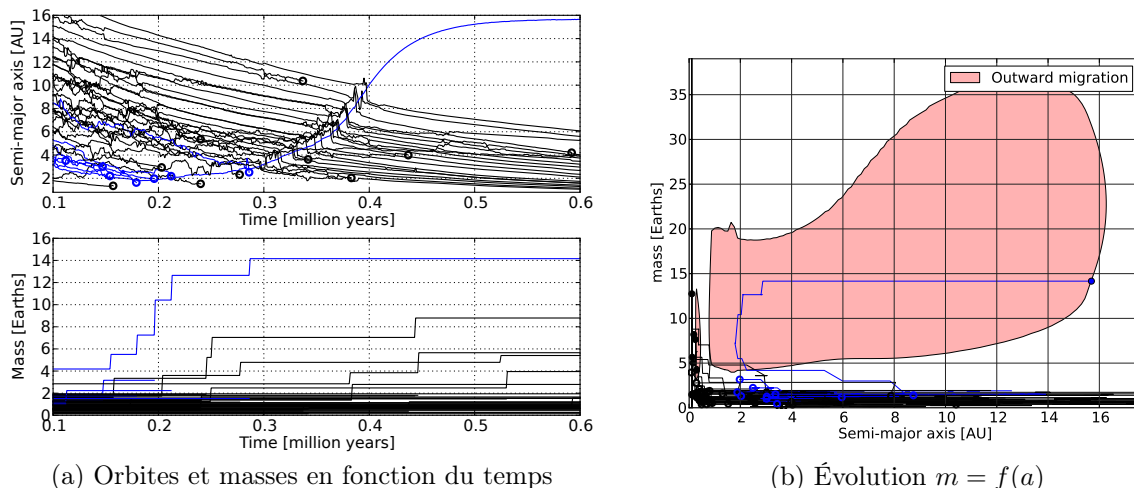 16
14
12
10
8
6
4
2
Semi-major axis [AU]
0.1 0.2 0.3 0.4 0.5 0.6
Time [million years]
16
14
12
10
8
6
4
2
0
Mass [Earths]
0.1 0.2 0.3 0.4 0.5 0.6
Time [million years]
(a) Orbites et masses en fonction du temps
Outward migration
35
30
25
20
15
10
5
0
mass [Earths]
0 2 4 6 8 10 12 14 16
Semi-major axis [AU]
(b) Évolution m = f(a)